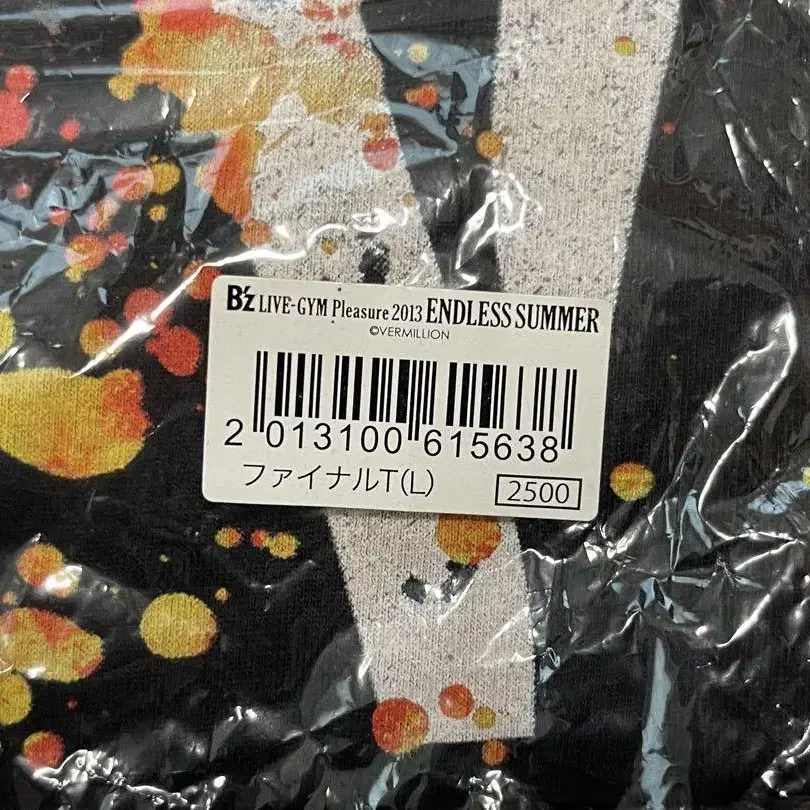 B'z LIVE-GYM Pleasure 2013 ENDLESS SUMMER
©VERMILLION
2 013100 615638
ファイナルT(L)
2500